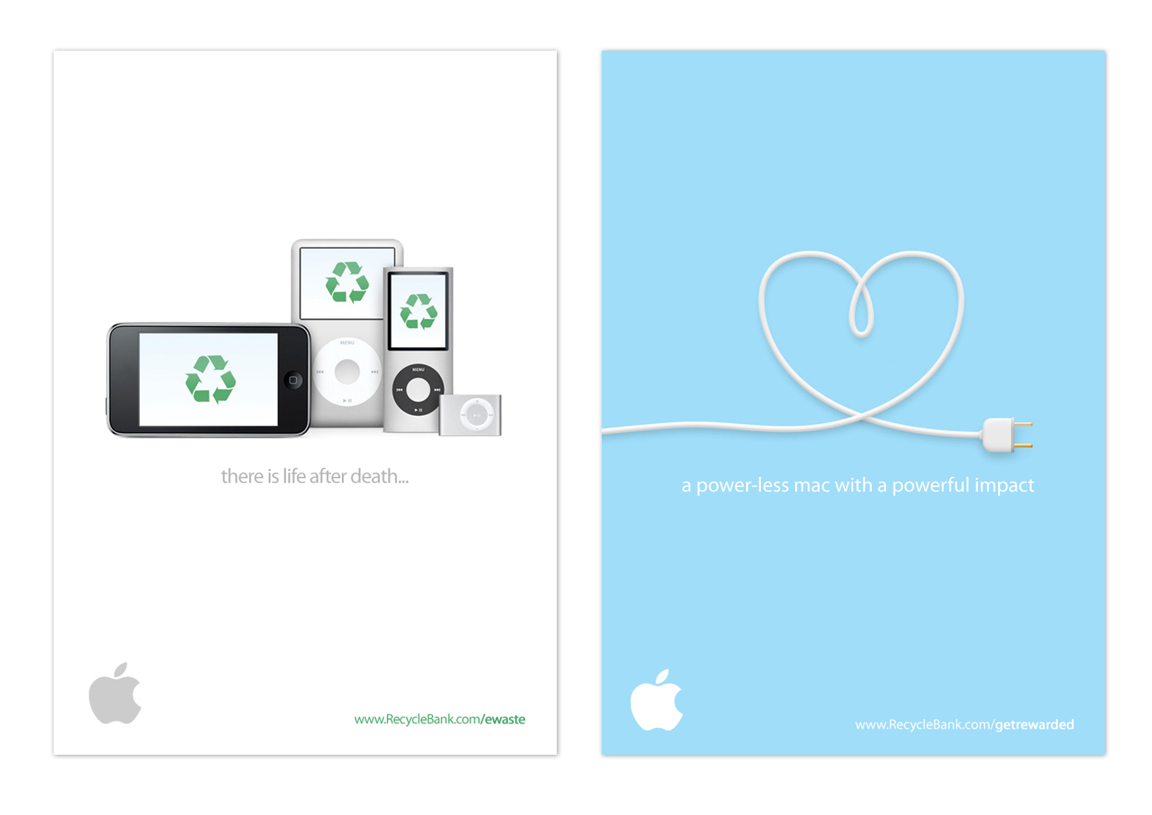 MENU
MENU
there is life after death...
www.RecycleBank.com/ewaste
a power-less mac with a powerful impact
www.RecycleBank.com/getrewarded